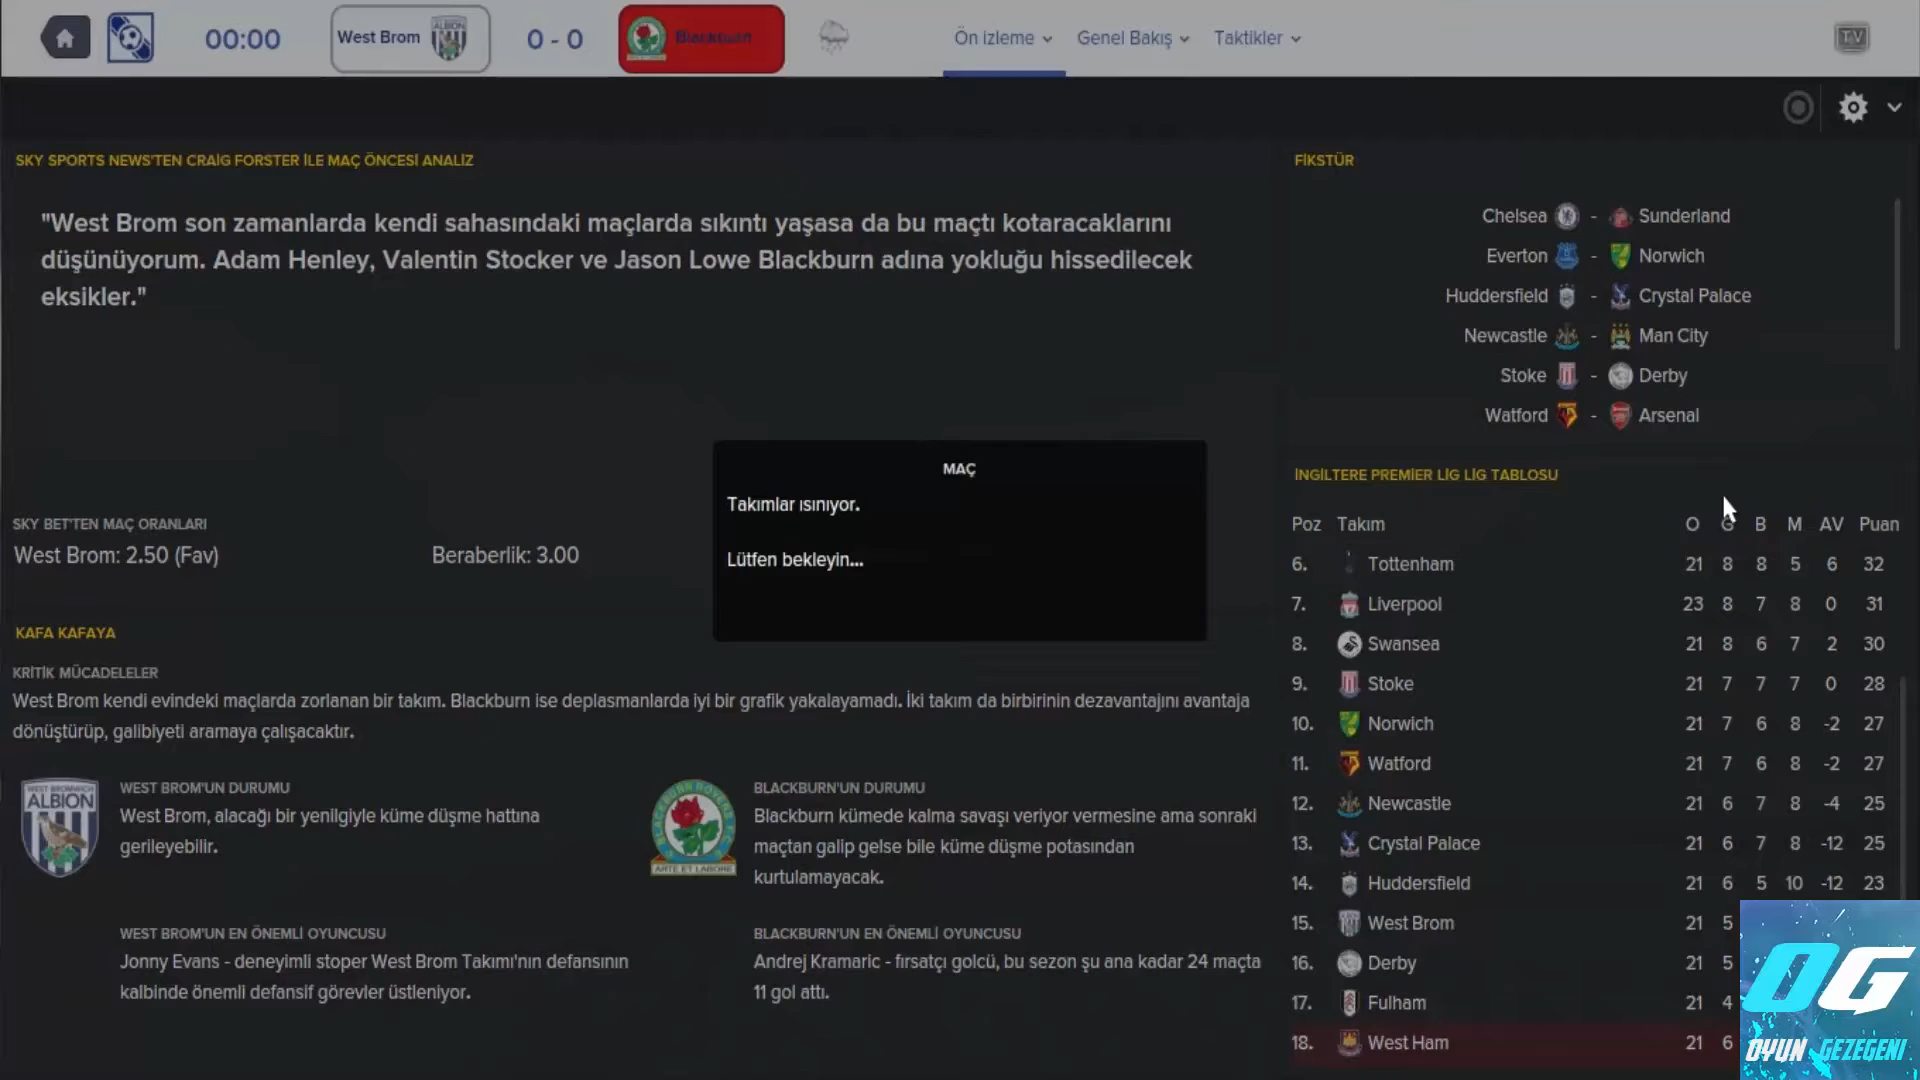 00:00 West Brom 0 - 0 Blackburn Ön izleme Genel Bakış Taktikler TV
SKY SPORTS NEWS'TEN CRAIG FORSTER İLE MAÇ ÖNCESİ ANALİZ
"West Brom son zamanlarda kendi sahasındaki maçlarda sıkıntı yaşasa da bu maçtı kotaracaklarını
düşünüyorum. Adam Henley, Valentin Stocker ve Jason Lowe Blackburn adına yokluğu hissedilecek
eksikler."
SKY BET'TEN MAÇ ORANLARI
West Brom: 2.50 (Fav) Beraberlik: 3.00
MAÇ
Takımlar ısınıyor.
Lütfen bekleyin...
KAFA KAFAYA
KRİTİK MÜCADELELER
West Brom kendi evindeki maçlarda zorlanan bir takım. Blackburn ise deplasmanlarda iyi bir grafik yakalayamadı. İki takım da birbirinin dezavantajını avantaja
dönüştürüp, galibiyeti aramaya çalışacaktır.
ALBION
WEST BROM'UN DURUMU
West Brom, alacağı bir yenilgiyle küme düşme hattına
gerileyebilir.
WEST BROM'UN EN ÖNEMLİ OYUNCUSU
Jonny Evans - deneyimli stoper West Brom Takımı'nın defansının
kalbinde önemli defansif görevler üstleniyor.
ARTE ET LABORE
BLACKBURN'UN DURUMU
Blackburn kümede kalma savaşı veriyor vermesine ama sonraki
maçtan galip gelse bile küme düşme potasından
kurtulamayacak.
BLACKBURN'UN EN ÖNEMLİ OYUNCUSU
Andrej Kramaric - fırsatçı golcü, bu sezon şu ana kadar 24 maçta
11 gol attı.
FİKSTÜR
Chelsea - Sunderland
Everton - Norwich
Huddersfield - Crystal Palace
Newcastle - Man City
Stoke - Derby
Watford - Arsenal
İNGİLTERE PREMIER LİG LİG TABLOSU
Poz Takım O G B M AV Puan
6. Tottenham 21 8 8 5 6 32
7. Liverpool 23 8 7 8 0 31
8. Swansea 21 8 6 7 2 30
9. Stoke 21 7 7 7 0 28
10. Norwich 21 7 6 8 -2 27
11. Watford 21 7 6 8 -2 27
12. Newcastle 21 6 7 8 -4 25
13. Crystal Palace 21 6 7 8 -12 25
14. Huddersfield 21 6 5 10 -12 23
15. West Brom 21 5
16. Derby 21 5
17. Fulham 21 4
18. West Ham 21 6
OG
OYUN GEZEGENI